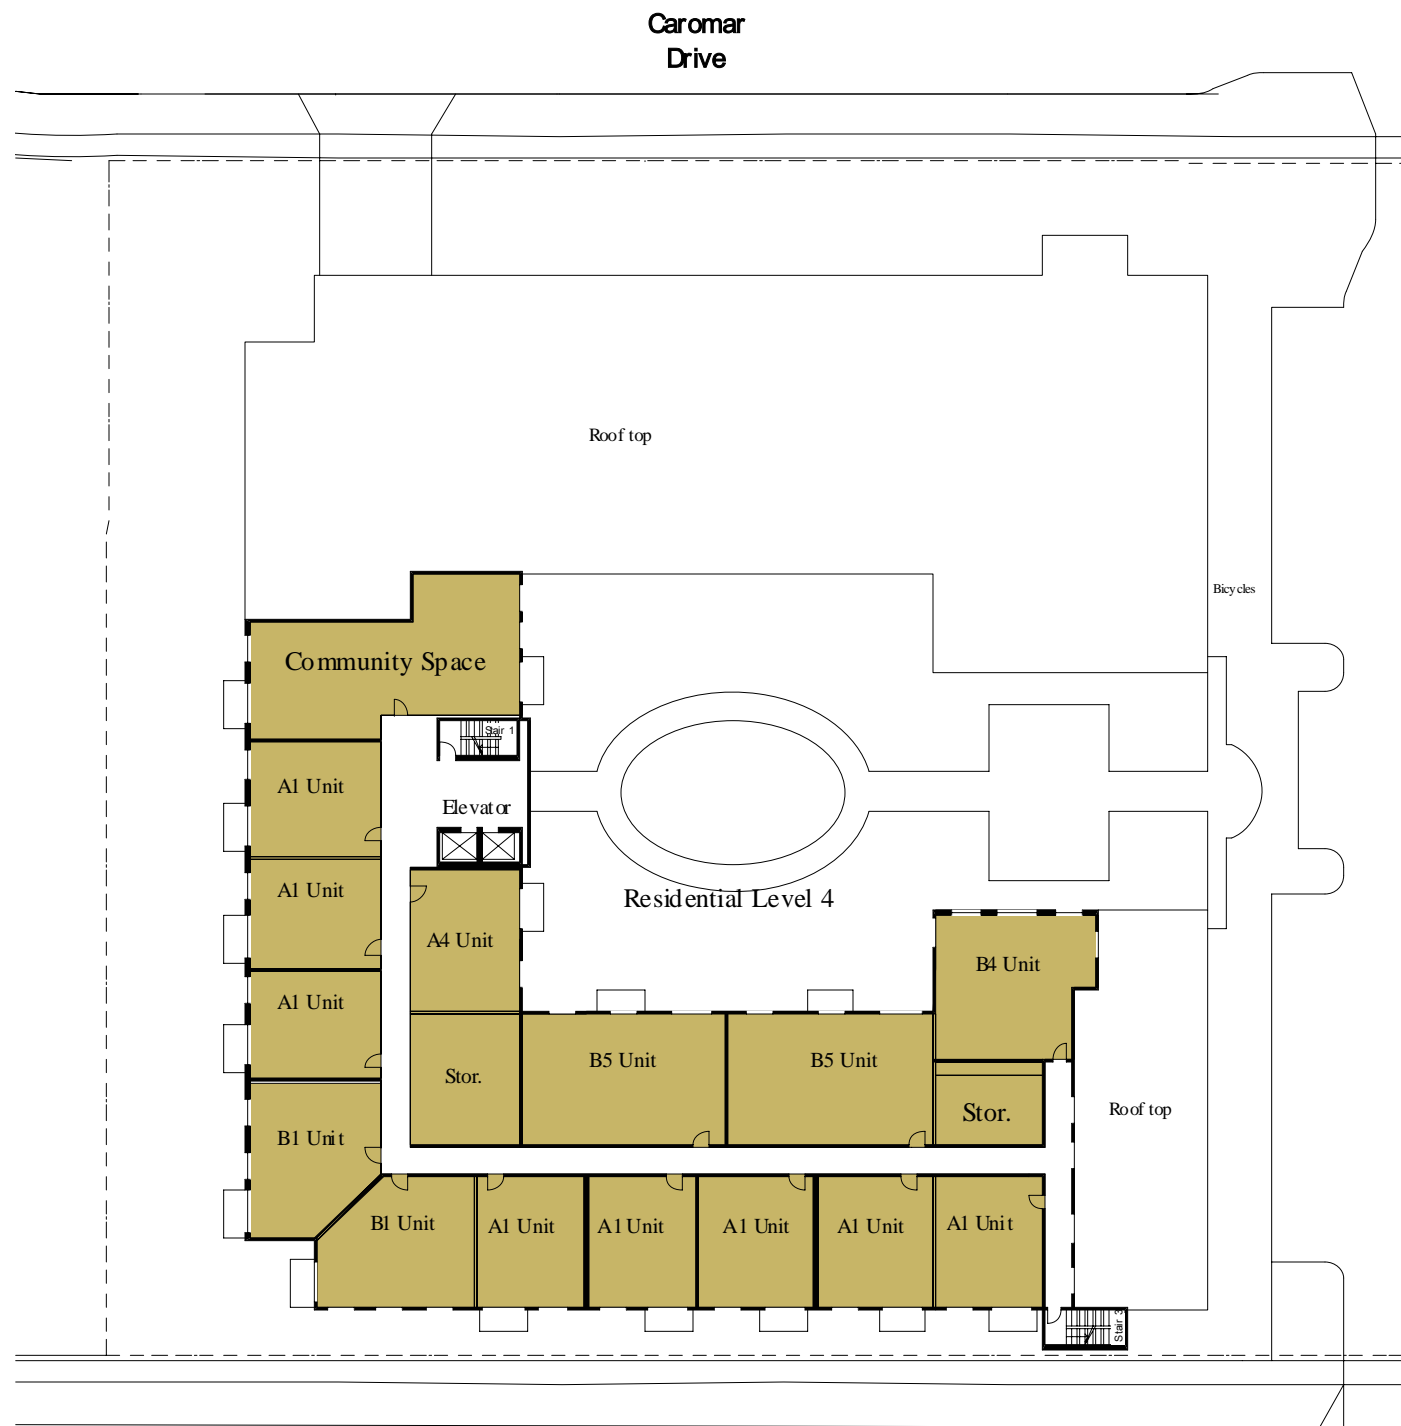 Caromar
Drive
Roof top
Bicycles
Community Space
Stair 1
A1 Unit
Elevator
A1 Unit
Residential Level 4
A4 Unit
B4 Unit
A1 Unit
B5 Unit
B5 Unit
Stor.
Stor.
Roof top
B1 Unit
B1 Unit
A1 Unit
A1 Unit
A1 Unit
A1 Unit
A1 Unit
Stair 3